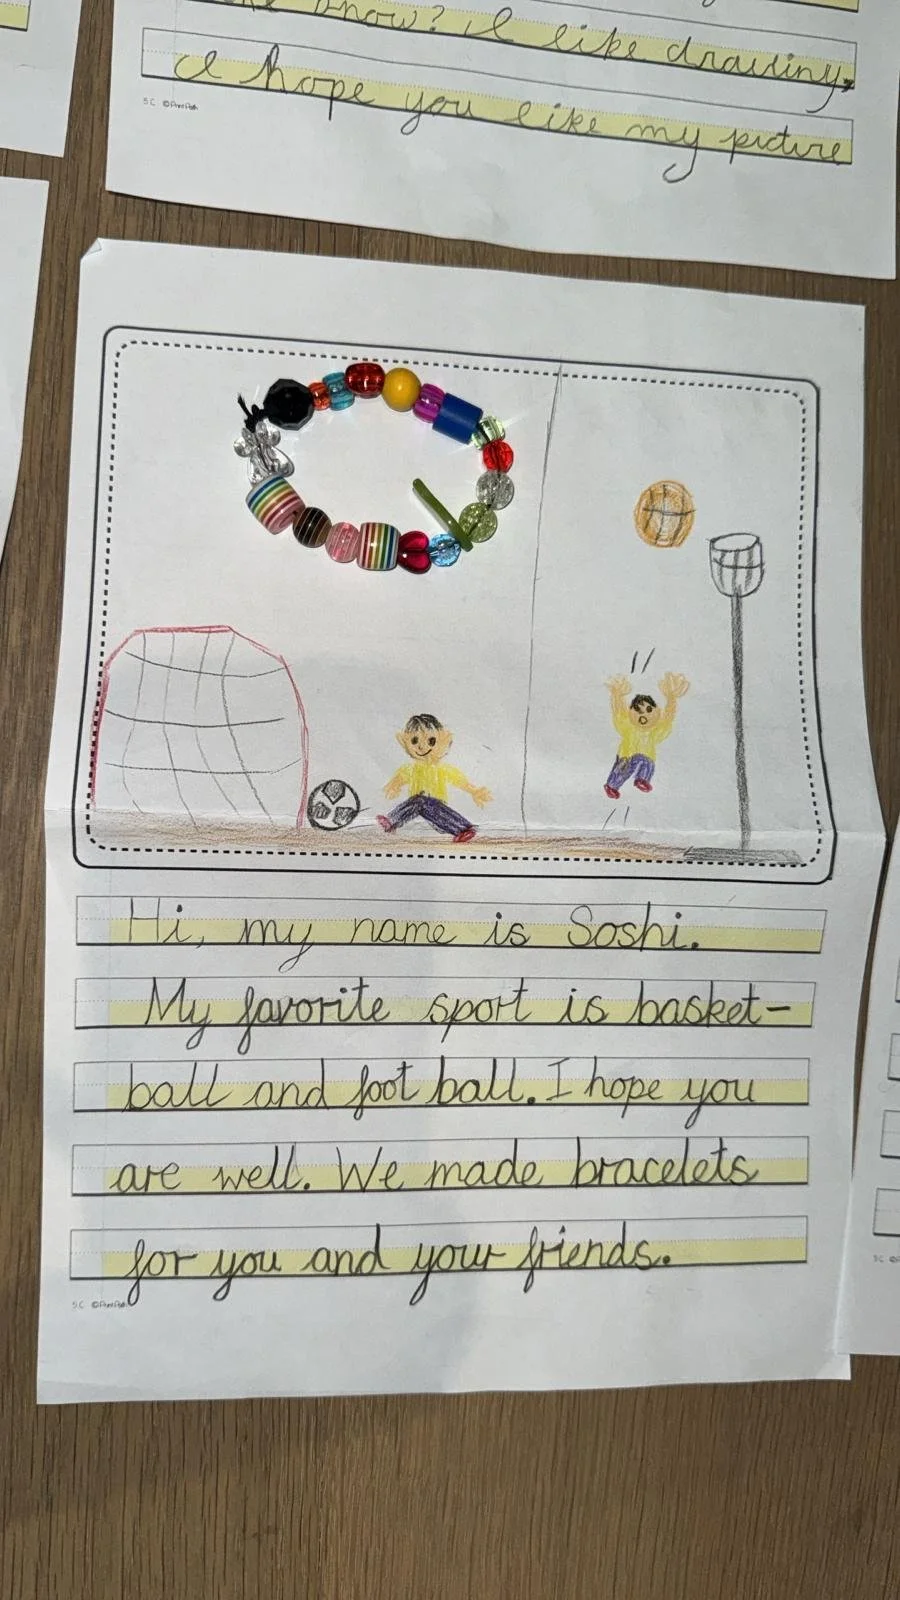 know? I like drawing,
I hope you like my picture
S.C
Hi, my name is Soshi.
My favorite sport is basket-
ball and foot ball. I hope you
are well. We made bracelets
for you and your friends.
S.C
S.C